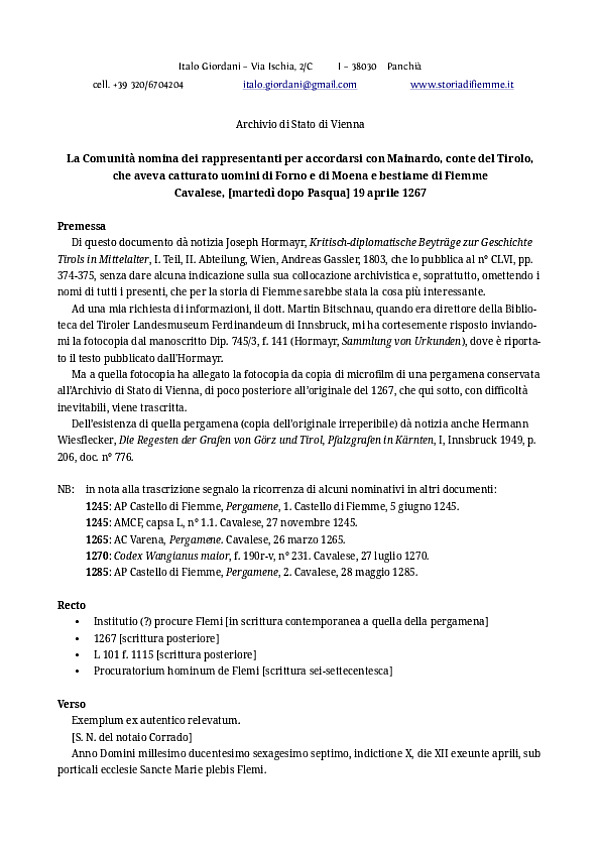 Italo Giordani – Via Ischia, 2/C I – 38030 Panchià
cell. +39 320/6704204 italo.giordani@gmail.com www.storiadifiemme.it
Archivio di Stato di Vienna
La Comunità nomina dei rappresentanti per accordarsi con Mainardo, conte del Tirolo,
che aveva catturato uomini di Forno e di Moena e bestiame di Fiemme
Cavalese, [martedì dopo Pasqua] 19 aprile 1267
Premessa
Di questo documento dà notizia Joseph Hormayr, Kritisch-diplomatische Beyträge zur Geschichte
Tirols in Mittelalter, I. Teil, II. Abteilung, Wien, Andreas Gassler, 1803, che lo pubblica al n° CLVI, pp.
374-375, senza dare alcuna indicazione sulla sua collocazione archivistica e, soprattutto, omettendo i
nomi di tutti i presenti, che per la storia di Fiemme sarebbe stata la cosa più interessante.
Ad una mia richiesta di informazioni, il dott. Martin Bitschnau, quando era direttore della Biblio-
teca del Tiroler Landesmuseum Ferdinandeum di Innsbruck, mi ha cortesemente risposto inviando-
mi la fotocopia dal manoscritto Dip. 745/3, f. 141 (Hormayr, Sammlung von Urkunden), dove è riporta-
to il testo pubblicato dall'Hormayr.
Ma a quella fotocopia ha allegato la fotocopia da copia di microfilm di una pergamena conservata
all'Archivio di Stato di Vienna, di poco posteriore all'originale del 1267, che qui sotto, con difficoltà
inevitabili, viene trascritta.
Dell'esistenza di quella pergamena (copia dell'originale irreperibile) dà notizia anche Hermann
Wiesflecker, Die Regesten der Grafen von Görz und Tirol, Pfalzgrafen in Kärnten, I, Innsbruck 1949, p.
206, doc. n° 776.
NB: in nota alla trascrizione segnalo la ricorrenza di alcuni nominativi in altri documenti:
1245: AP Castello di Fiemme, Pergamene, 1. Castello di Fiemme, 5 giugno 1245.
1245: AMCF, capsa L, n° 1.1. Cavalese, 27 novembre 1245.
1265: AC Varena, Pergamene. Cavalese, 26 marzo 1265.
1270: Codex Wangianus maior, f. 190r-v, n° 231. Cavalese, 27 luglio 1270.
1285: AP Castello di Fiemme, Pergamene, 2. Cavalese, 28 maggio 1285.
Recto
• Institutio (?) procure Flemi [in scrittura contemporanea a quella della pergamena]
• 1267 [scrittura posteriore]
• L 101 f. 1115 [scrittura posteriore]
• Procuratorium hominum de Flemi [scrittura sei-settecentesca]
Verso
Exemplum ex autentico relevatum.
[S. N. del notaio Corrado]
Anno Domini millesimo ducentesimo sexagesimo septimo, indictione X, die XII exeunte aprili, sub
porticali ecclesie Sancte Marie plebis Flemi.